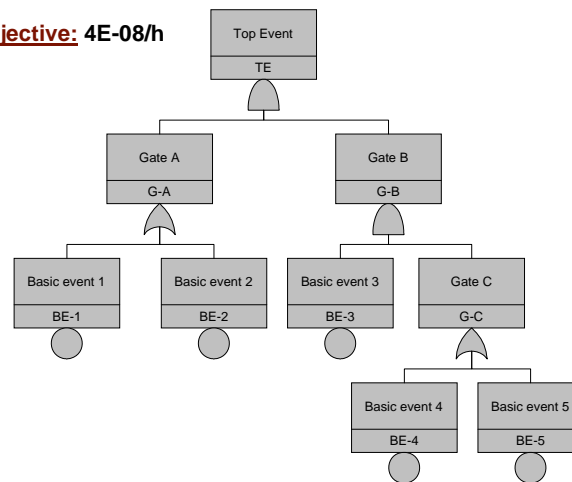 jective: 4E-08/h
Top Event
TE
Gate A
Gate B
G-A
G-B
Basic event 1
Basic event 2
Basic event 3
Gate C
BE-1
BE-2
BE-3
G-C
Basic event 4
Basic event 5
BE-4
BE-5